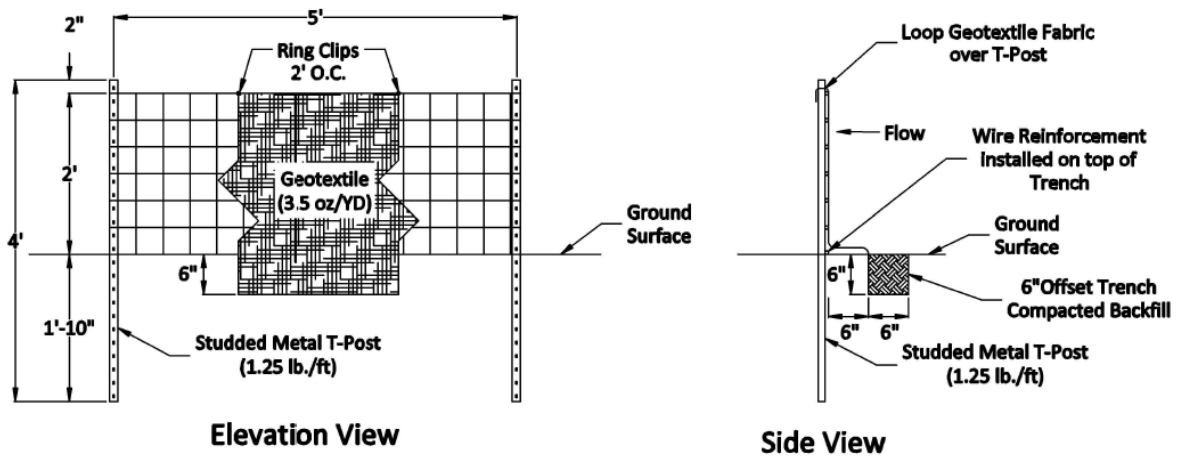 2"
5'
Ring Clips
2' O.C.
2'
Geotextile
(3.5 oz/YD)
4'
Ground
Surface
6"
1'-10"
Studded Metal T-Post
(1.25 lb./ft)
Elevation View
Loop Geotextile Fabric
over T-Post
Flow
Wire Reinforcement
Installed on top of
Trench
Ground
Surface
6"
6"Offset Trench
Compacted Backfill
6"
6"
Studded Metal T-Post
(1.25 lb./ft)
Side View